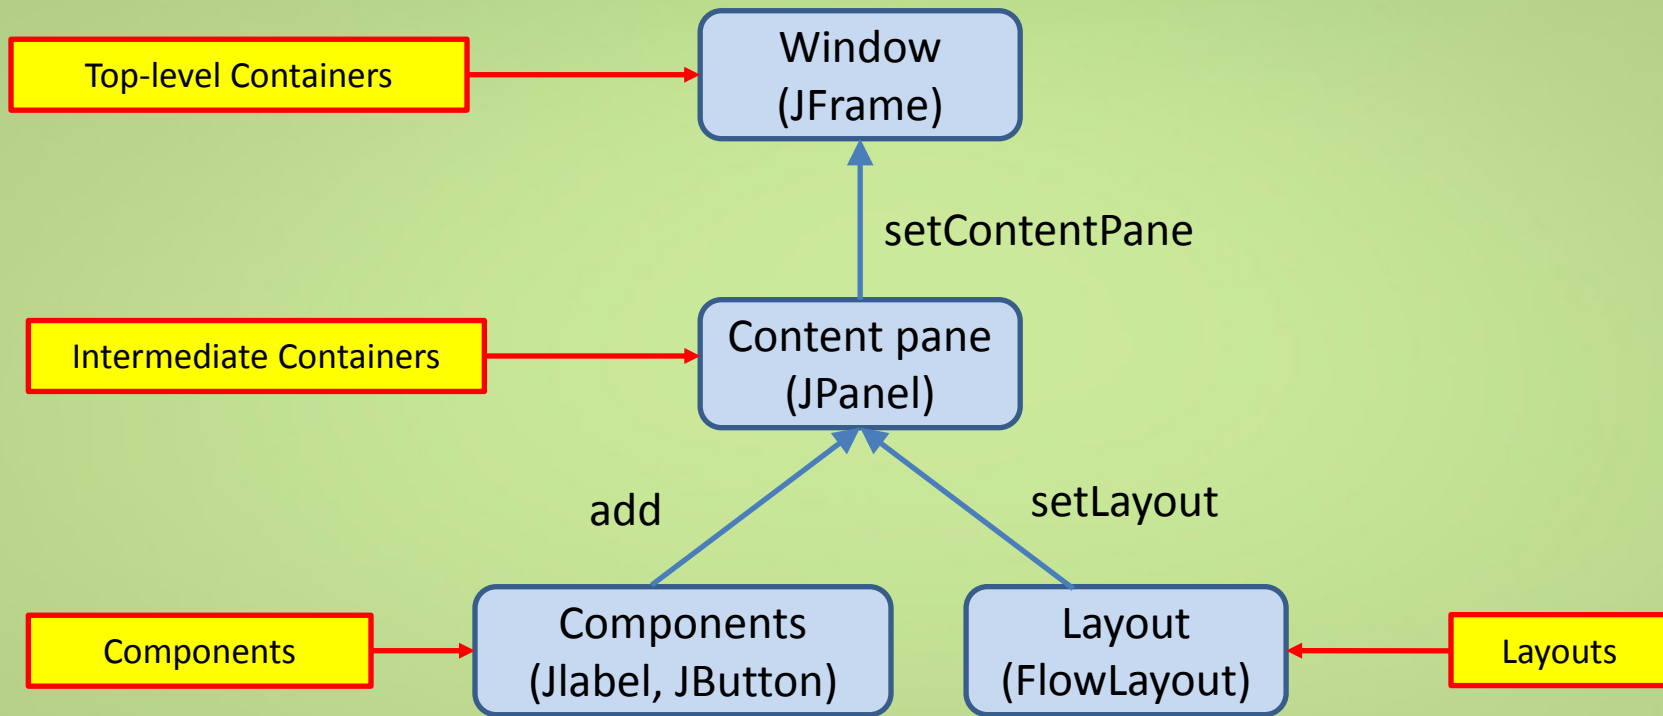 Top-level Containers
Window
(JFrame)
setContentPane
Intermediate Containers
Content pane
(JPanel)
add
setLayout
Components
Components
(Jlabel, JButton)
Layout
(FlowLayout)
Layouts